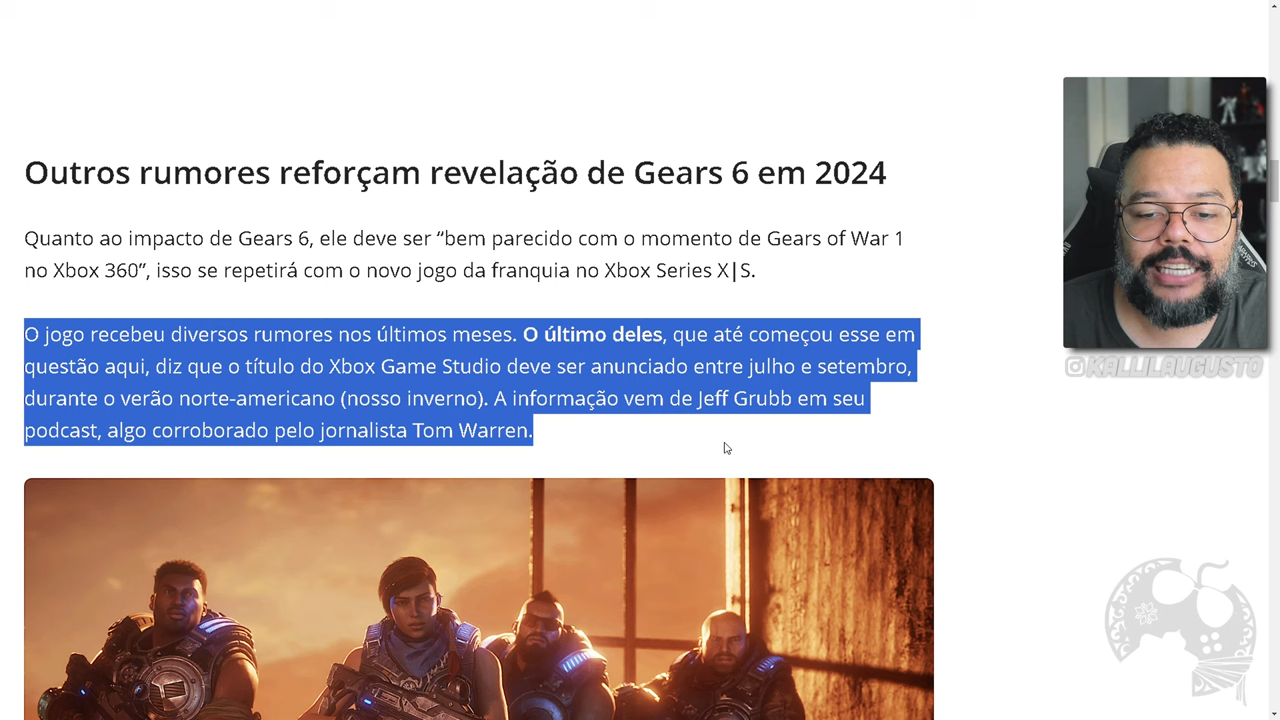 Outros rumores reforçam revelação de Gears 6 em 2024
Quanto ao impacto de Gears 6, ele deve ser “bem parecido com o momento de Gears of War 1
no Xbox 360”, isso se repetirá com o novo jogo da franquia no Xbox Series X|S.
O jogo recebeu diversos rumores nos últimos meses. O último deles, que até começou esse em
questão aqui, diz que o título do Xbox Game Studio deve ser anunciado entre julho e setembro,
durante o verão norte-americano (nosso inverno). A informação vem de Jeff Grubb em seu
podcast, algo corroborado pelo jornalista Tom Warren.
KALLILAUGUSTO